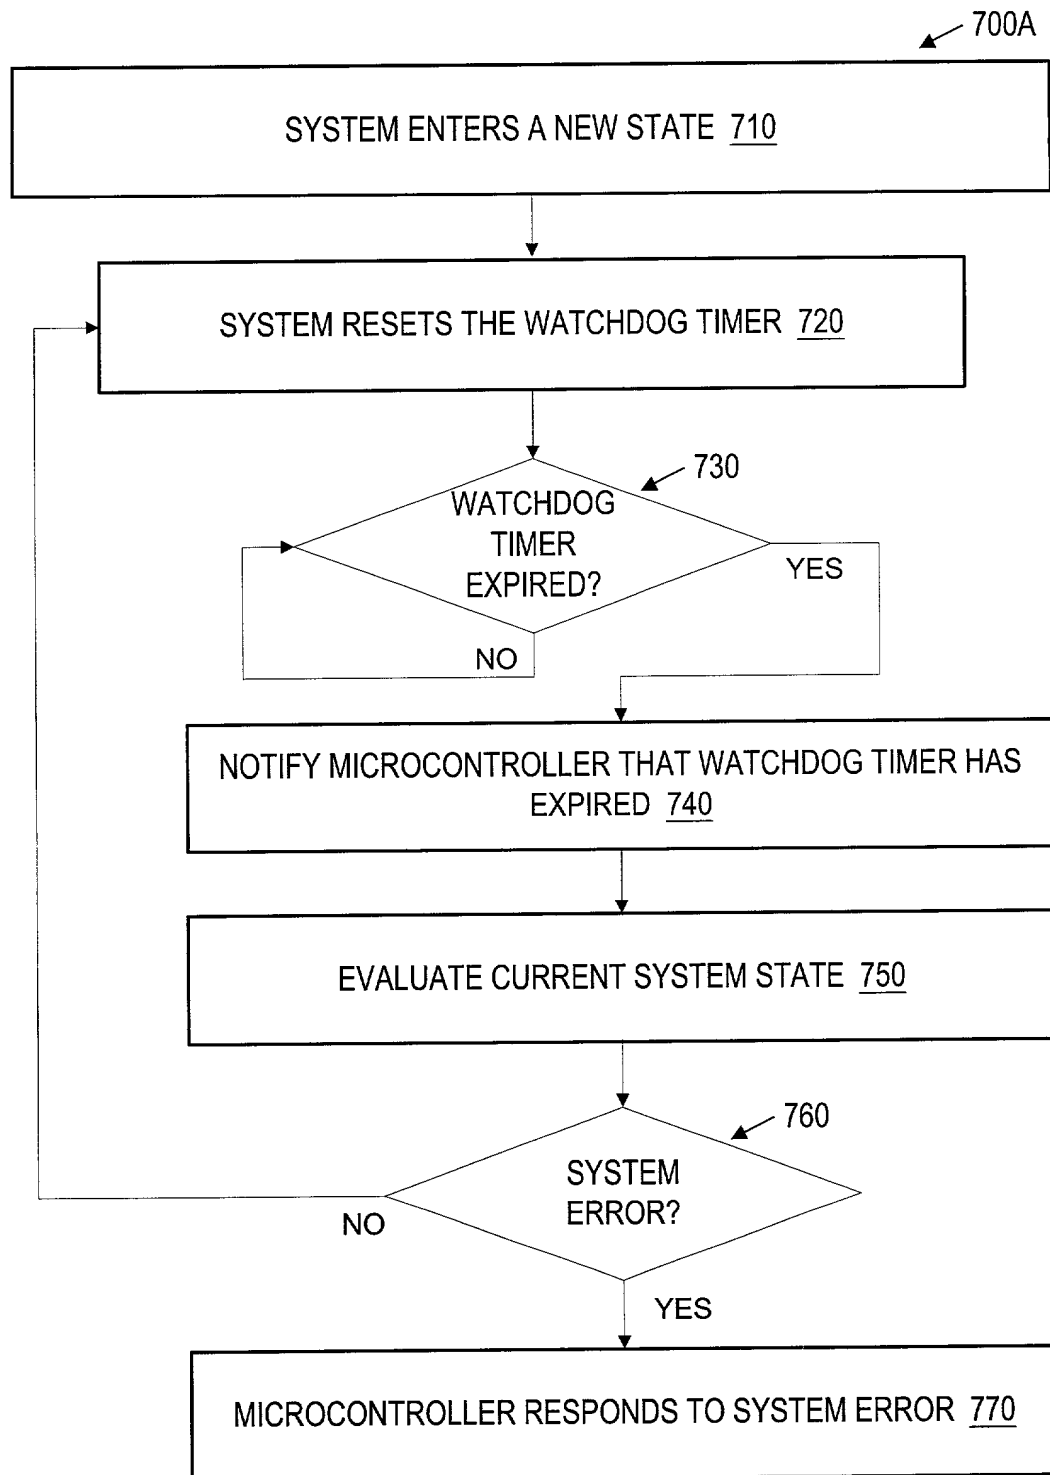 700A
SYSTEM ENTERS A NEW STATE 710
SYSTEM RESETS THE WATCHDOG TIMER 720
730
WATCHDOG
TIMER
EXPIRED?
YES
NO
NOTIFY MICROCONTROLLER THAT WATCHDOG TIMER HAS
EXPIRED 740
EVALUATE CURRENT SYSTEM STATE 750
760
SYSTEM
ERROR?
NO
YES
MICROCONTROLLER RESPONDS TO SYSTEM ERROR 770